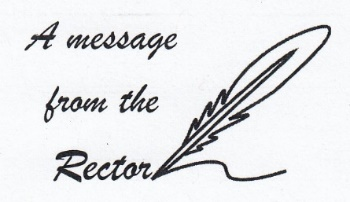 A message
from the
Rector